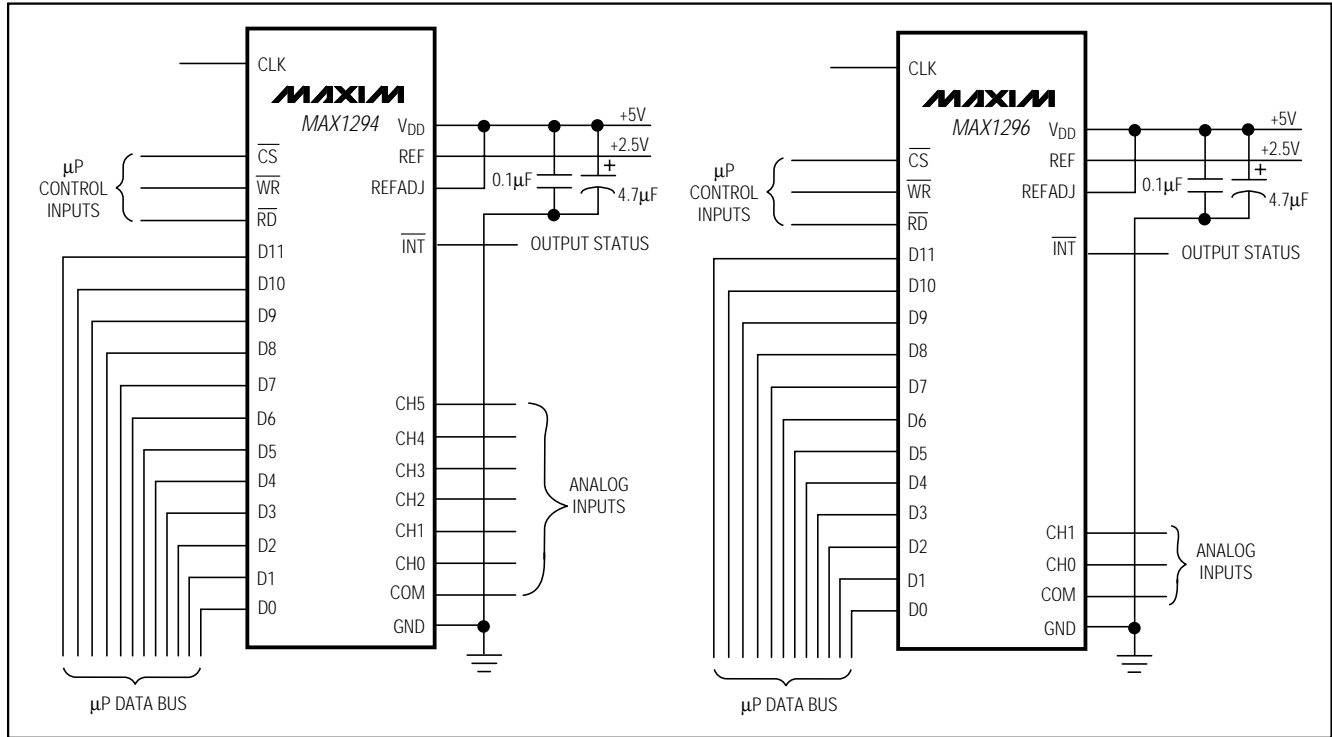 CLK
MAXIM
MAX1294
VDD
+5V
CS
REF
+2.5V
µP
CONTROL
INPUTS
WR
REFADJ
0.1µF
+
4.7µF
RD
INT
OUTPUT STATUS
D11
D10
D9
D8
D7
D6
D5
D4
D3
D2
D1
D0
CH5
CH4
CH3
CH2
CH1
CH0
COM
GND
ANALOG
INPUTS
µP DATA BUS
CLK
MAXIM
MAX1296
VDD
+5V
CS
REF
+2.5V
µP
CONTROL
INPUTS
WR
REFADJ
0.1µF
+
4.7µF
RD
INT
OUTPUT STATUS
D11
D10
D9
D8
D7
D6
D5
D4
D3
D2
D1
D0
CH1
CH0
COM
GND
ANALOG
INPUTS
µP DATA BUS